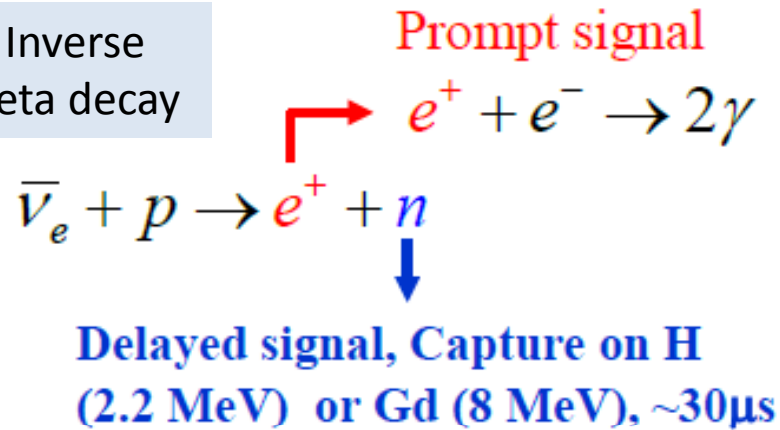 Inverse
eta decay
Prompt signal
e⁺ + e⁻ → 2γ
ν̅ₑ + p → e⁺ + n
Delayed signal, Capture on H
(2.2 MeV) or Gd (8 MeV), ~30μs